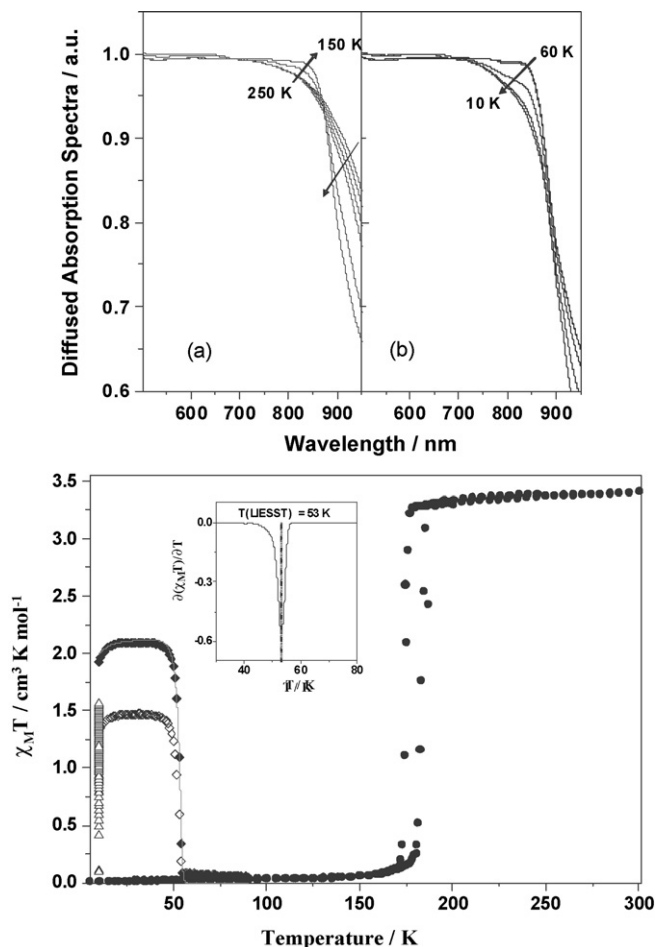 Diffused Absorption Spectra / a.u.
1.0
0.9
0.8
0.7
0.6
150 K
250 K
(a)
60 K
10 K
(b)
600 700 800 900
600 700 800 900
Wavelength / nm
χMT / cm³ K mol⁻¹
3.5
3.0
2.5
2.0
1.5
1.0
0.5
0.0
T(LIESST) = 53 K
∂(χMT)/∂T
0.0
-0.3
-0.6
40 60 80
T / K
50 100 150 200 250 300
Temperature / K